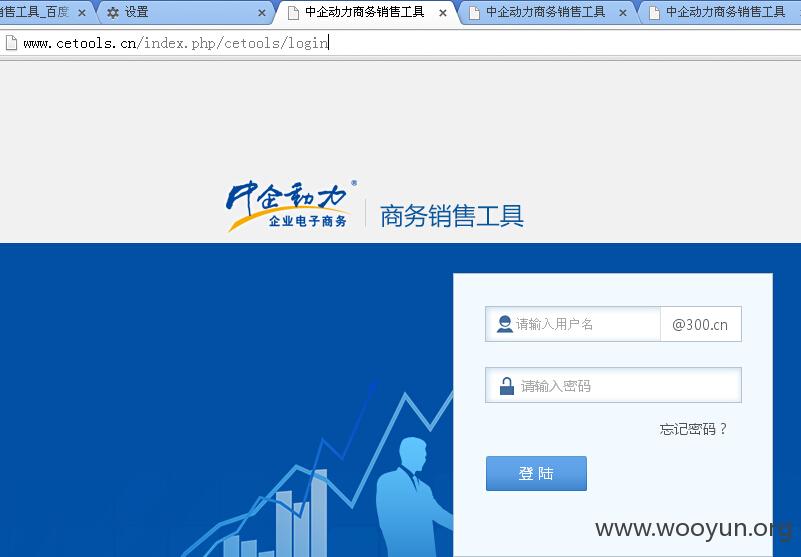 销售工具_百度
设置
中企动力商务销售工具
中企动力商务销售工具
中企动力商务销售工具
www.cetools.cn/index.php/cetools/login
中企动力®
企业电子商务
商务销售工具
请输入用户名
@300.cn
请输入密码
忘记密码？
登 陆
www.wooyun.org